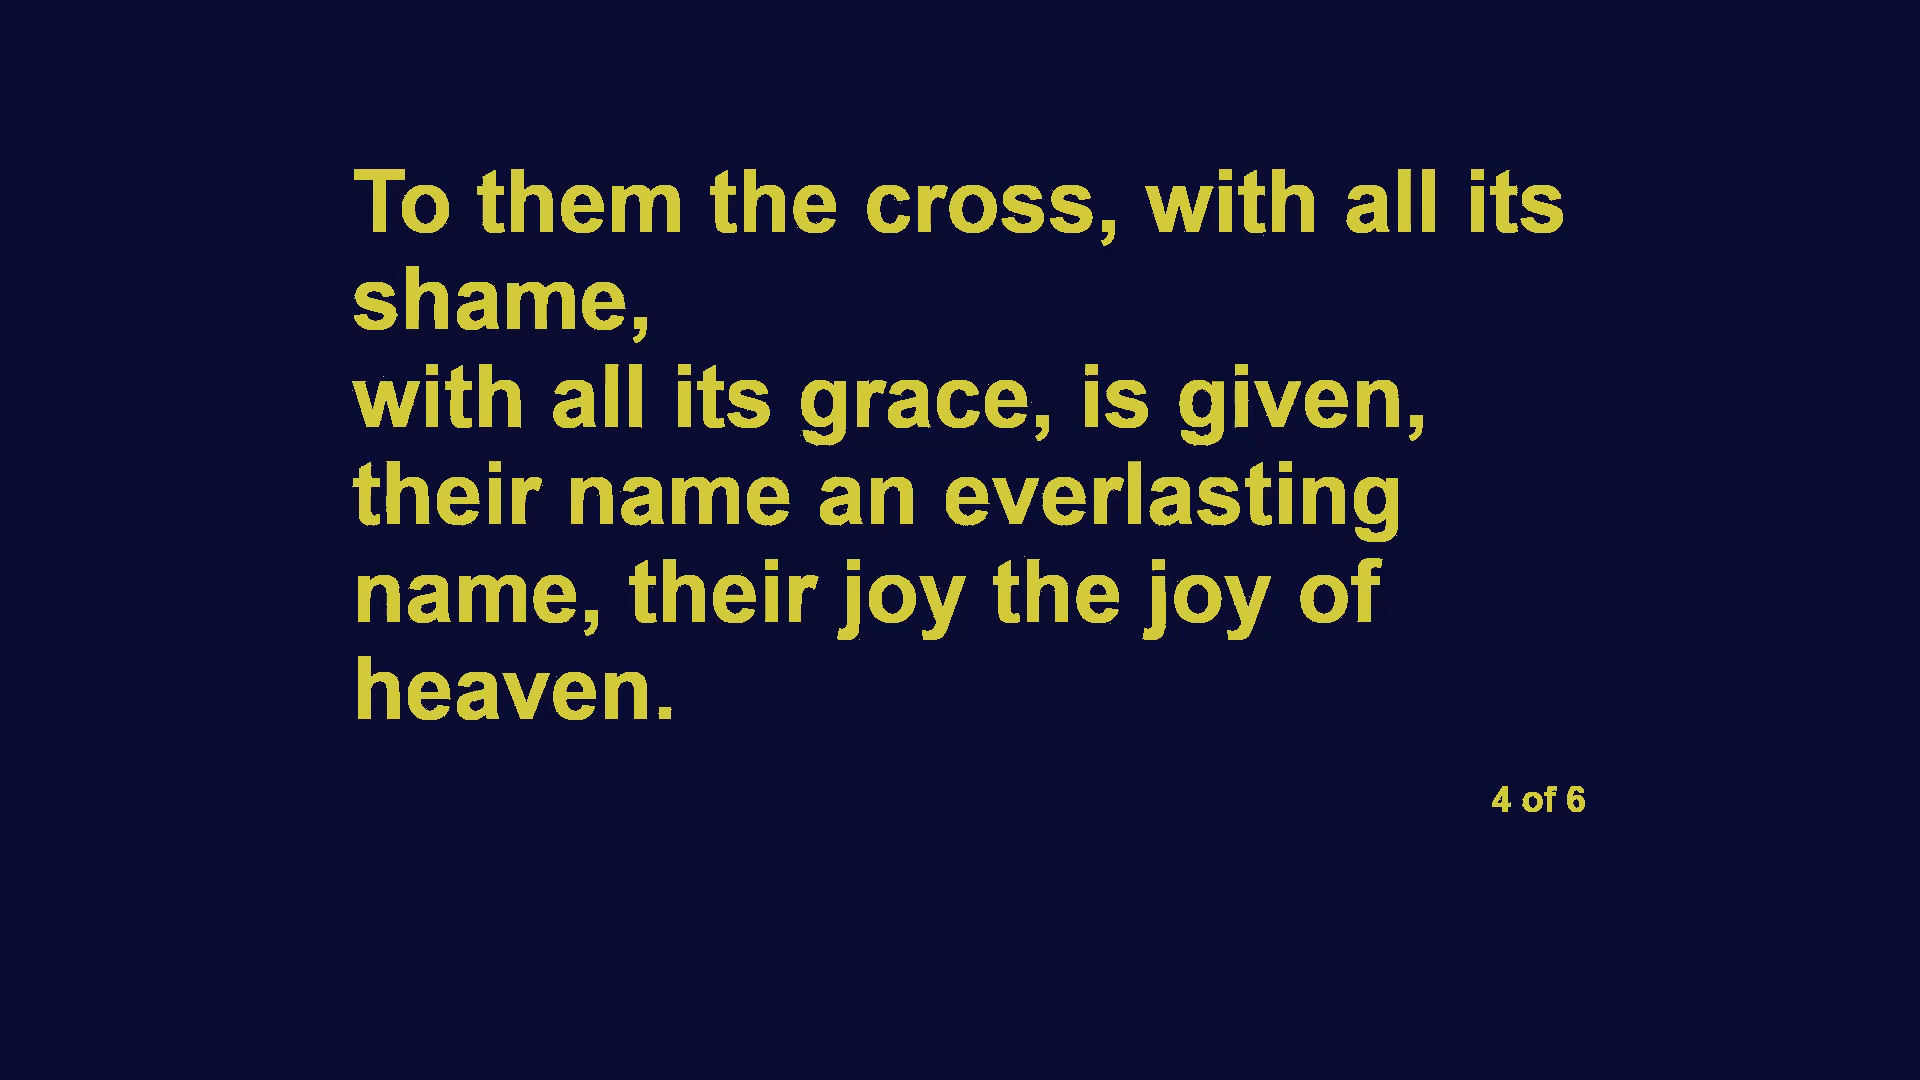 To them the cross, with all its
shame,
with all its grace, is given,
their name an everlasting
name, their joy the joy of
heaven.
4 of 6